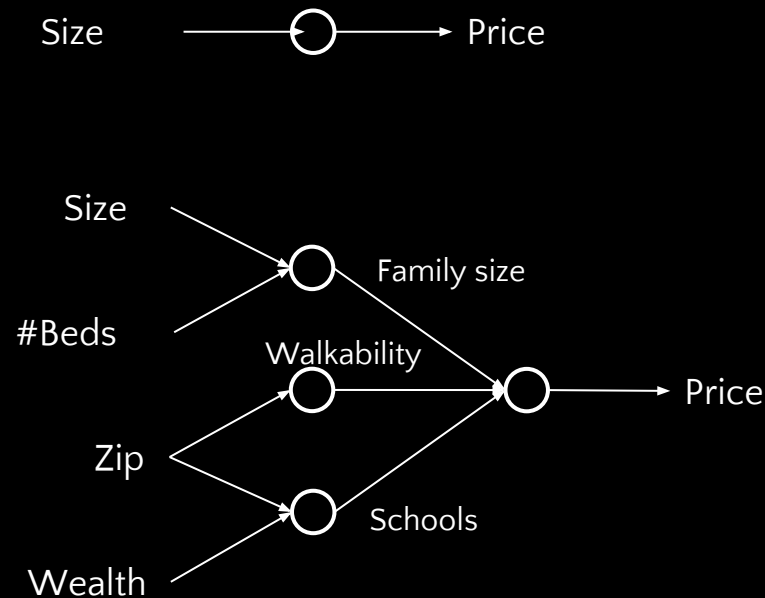 Size
Price
Size
Family size
#Beds
Walkability
Price
Zip
Schools
Wealth